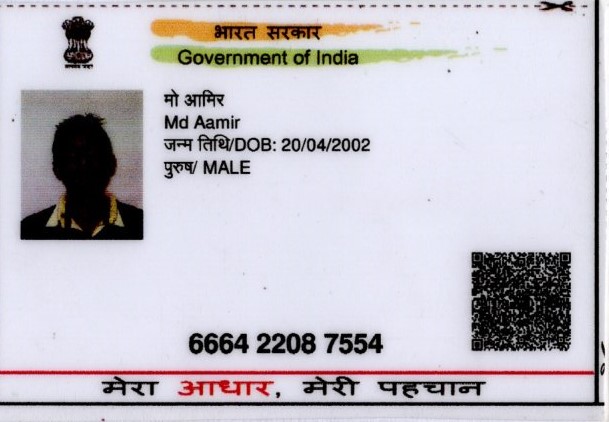 भारत सरकार
Government of India
मो आमिर
Md Aamir
जन्म तिथि/DOB: 20/04/2002
पुरुष/ MALE
6664 2208 7554
मेरा आधार, मेरी पहचान